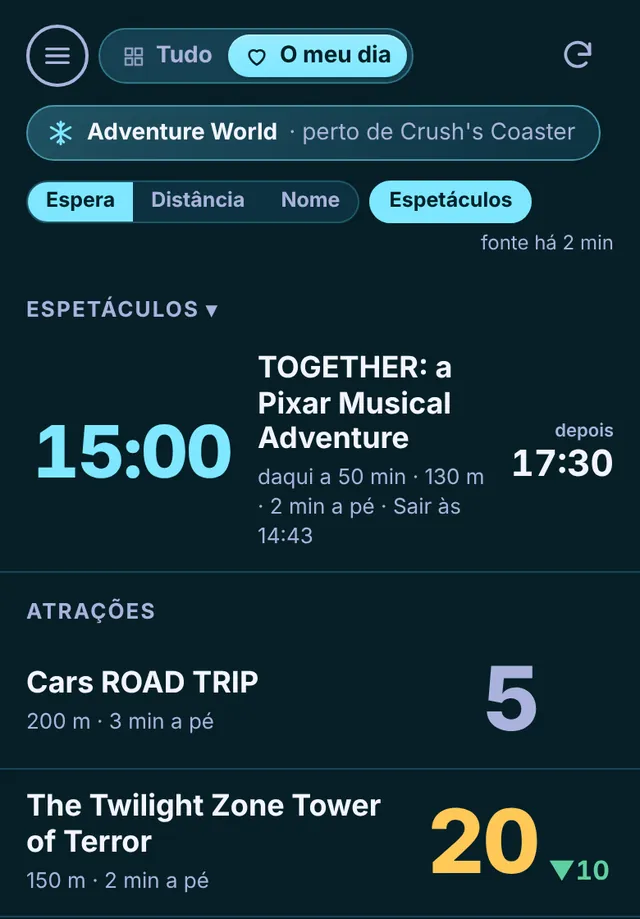 Tudo
O meu dia
Adventure World · perto de Crush's Coaster
Espera
Distância
Nome
Espetáculos
fonte há 2 min
ESPETÁCULOS ▼
15:00
TOGETHER: a
Pixar Musical
Adventure
daqui a 50 min · 130 m
· 2 min a pé · Sair às
14:43
depois
17:30
ATRAÇÕES
Cars ROAD TRIP
200 m · 3 min a pé
5
The Twilight Zone Tower
of Terror
150 m · 2 min a pé
20
▼10